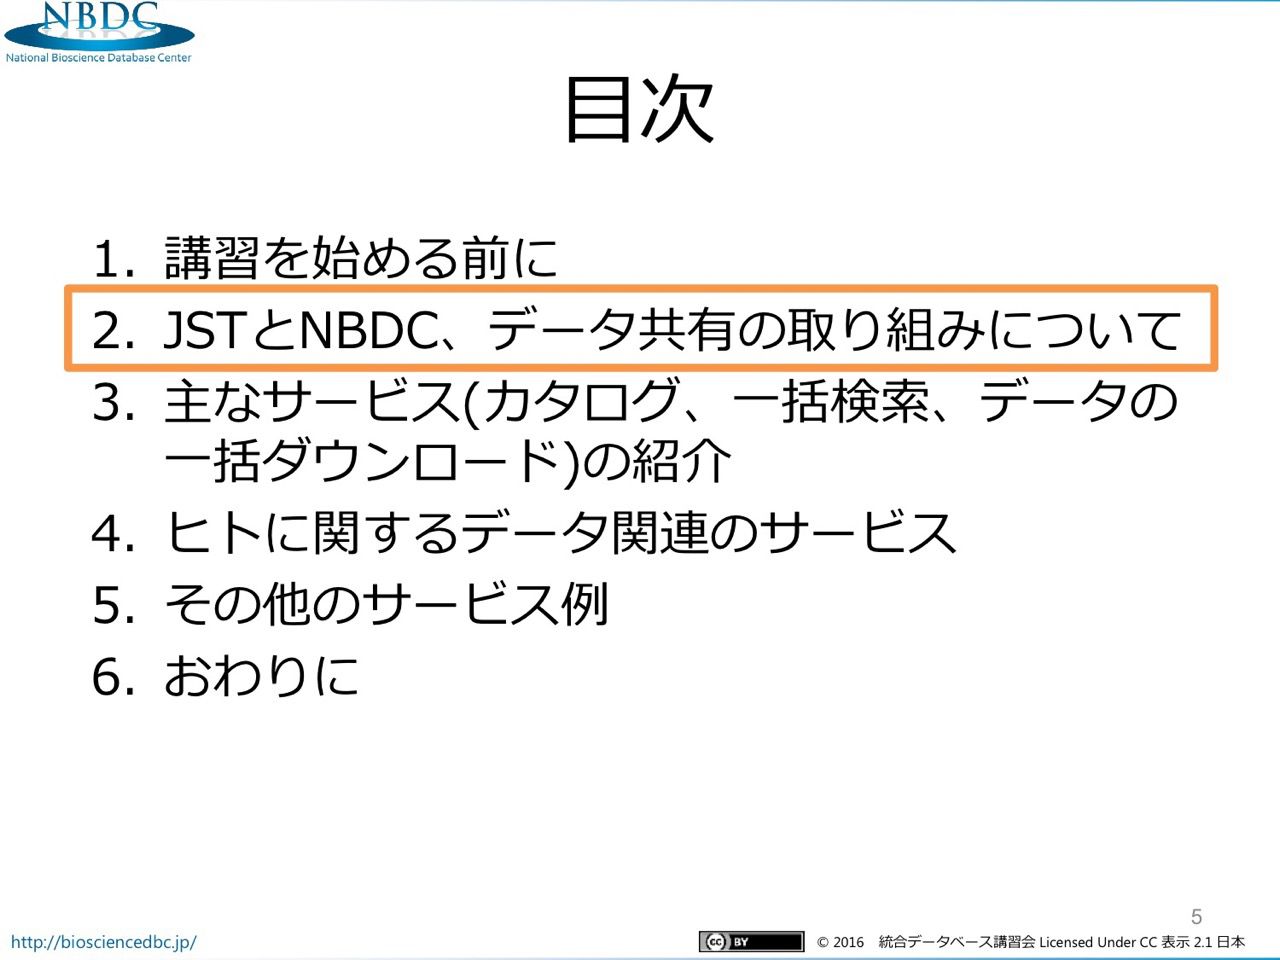 NBDC
National Bioscience Database Center
目次
1. 講習を始める前に
2. JSTとNBDC、データ共有の取り組みについて
3. 主なサービス(カタログ、一括検索、データの
一括ダウンロード)の紹介
4. ヒトに関するデータ関連のサービス
5. その他のサービス例
6. おわりに
5
http://biosciencedbc.jp/
cc BY
© 2016 統合データベース講習会 Licensed Under CC 表示 2.1 日本